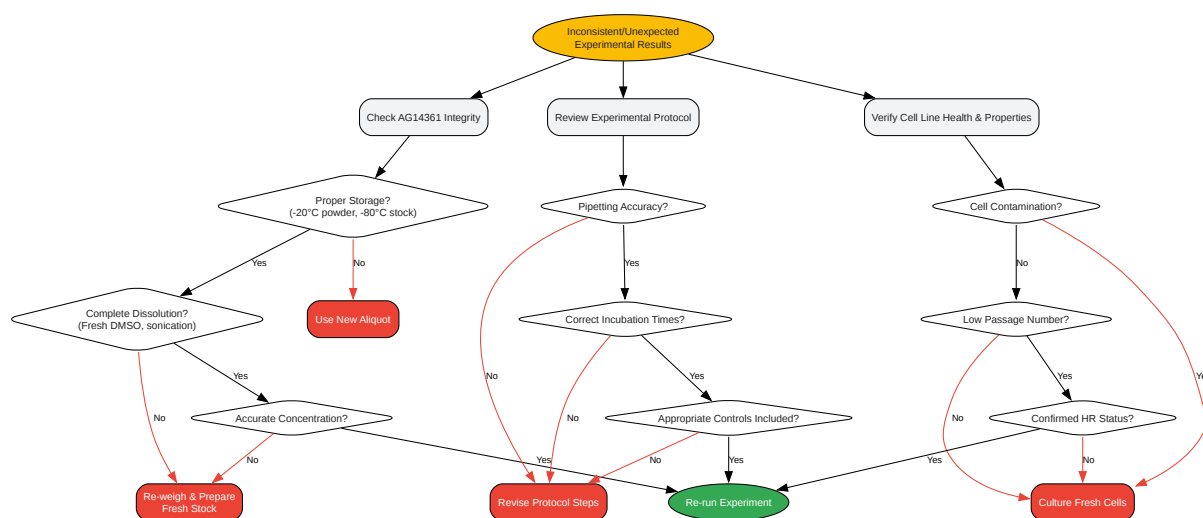 Inconsistent/Unexpected
Experimental Results
Check AG14361 Integrity
Review Experimental Protocol
Verify Cell Line Health & Properties
Proper Storage?
(-20°C powder, -80°C stock)
Pipetting Accuracy?
Cell Contamination?
Yes
No
Yes
No
Complete Dissolution?
(Fresh DMSO, sonication)
Use New Aliquot
Correct Incubation Times?
Low Passage Number?
Yes
No
Yes
Yes
Ye
No
Accurate Concentration?
No
Appropriate Controls Included?
No
Confirmed HR Status?
No
Yes
No
Yes
Yes
No
Re-weigh & Prepare
Fresh Stock
Revise Protocol Steps
Re-run Experiment
Culture Fresh Cells